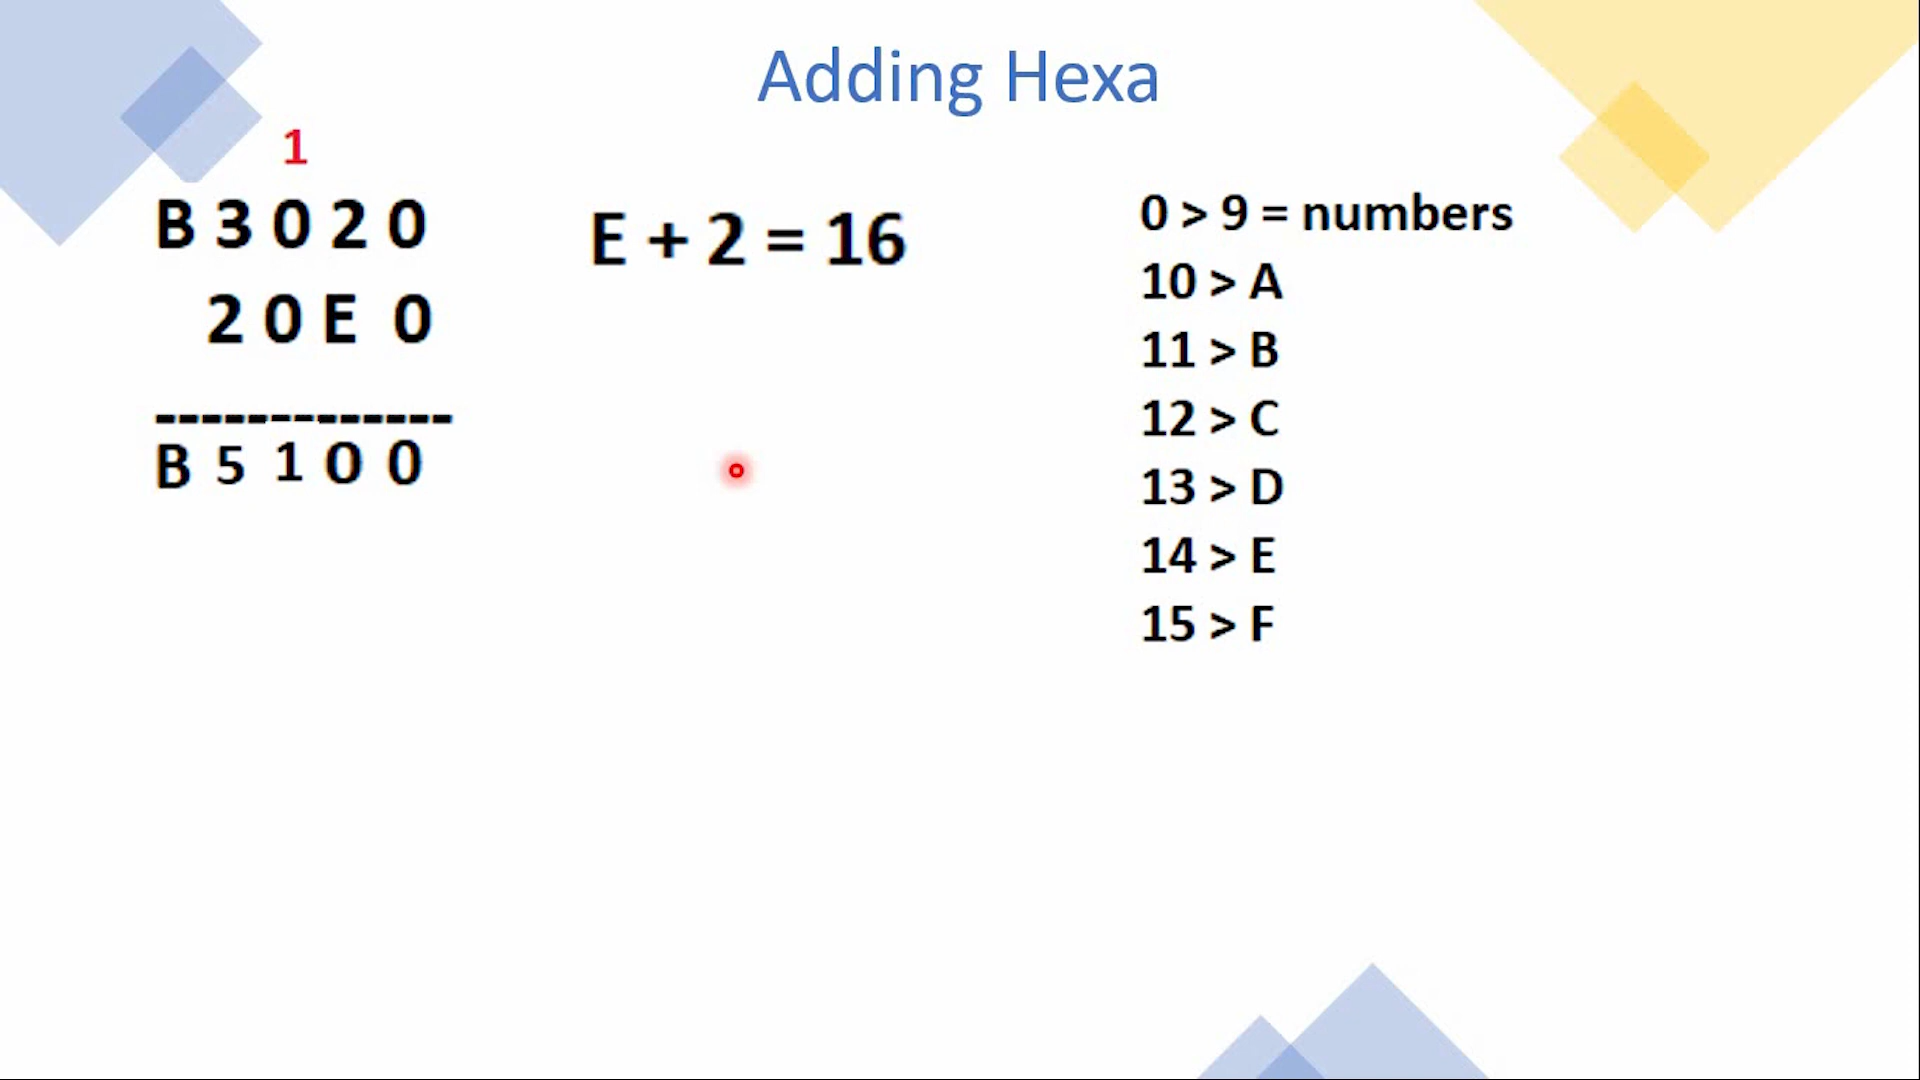 Adding Hexa
1
B 3 0 2 0
2 0 E 0
-------------
B 5 1 0 0
E + 2 = 16
0 > 9 = numbers
10 > A
11 > B
12 > C
13 > D
14 > E
15 > F